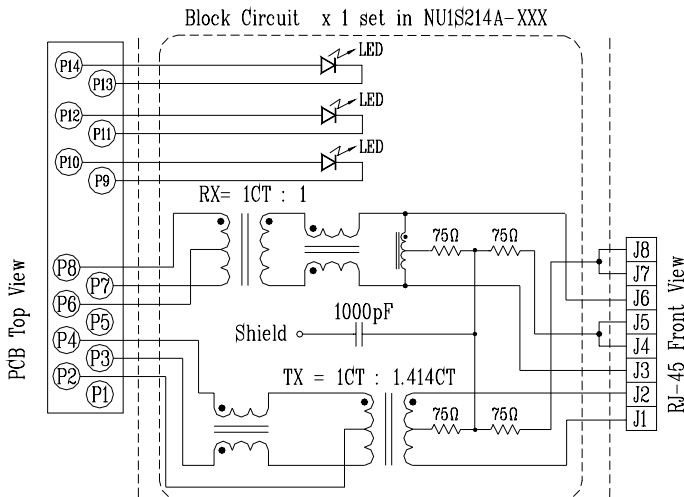 Block Circuit x 1 set in NU1S214A-XXX
P14
LED
P13
P12
LED
P11
P10
LED
P9
RX= 1CT : 1
75Ω 75Ω
P8
P7
P6
P5
P4
P3
P2
P1
PCB Top View
1000pF
Shield
TX = 1CT : 1.414CT
75Ω 75Ω
J8
J7
J6
J5
J4
J3
J2
J1
RJ-45 Front View